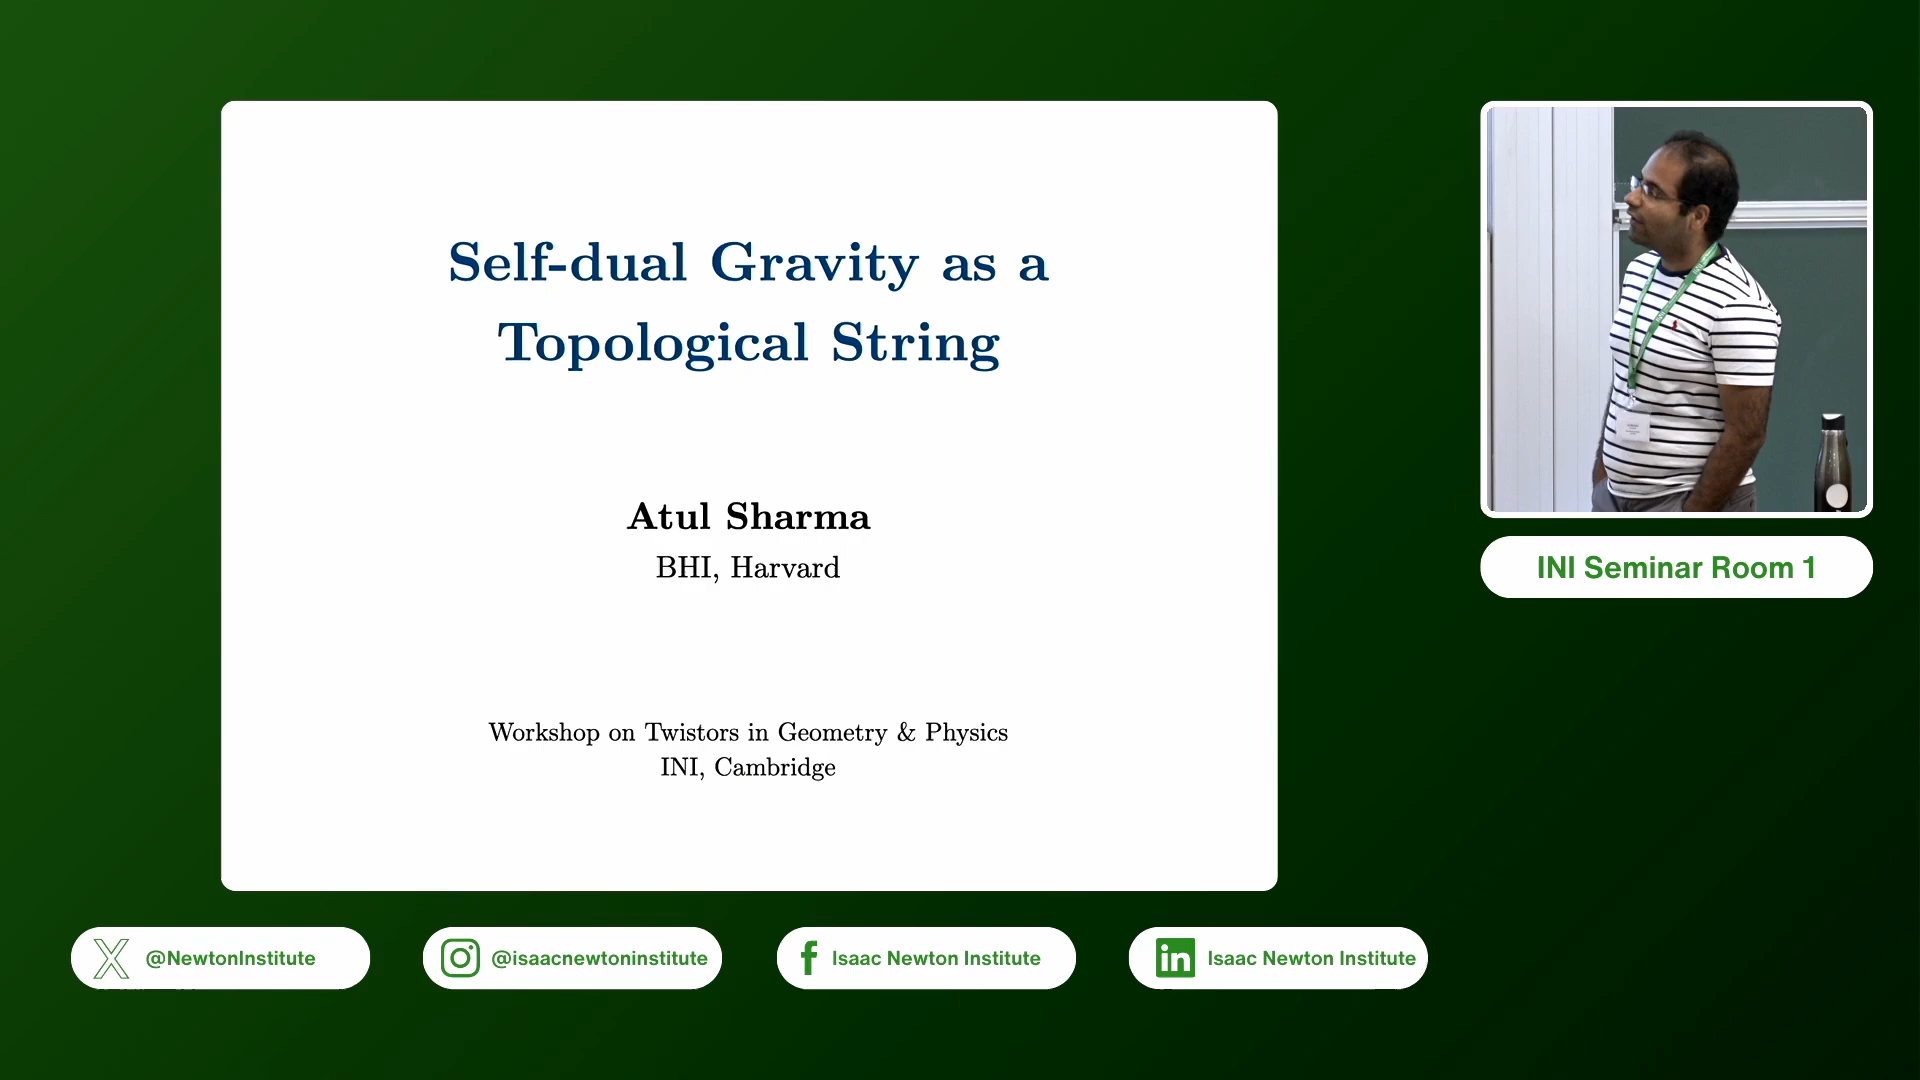 Self-dual Gravity as a
Topological String
Atul Sharma
BHI, Harvard
Workshop on Twistors in Geometry & Physics
INI, Cambridge
INI Seminar Room 1
@NewtonInstitute
@isaacnewtoninstitute
Isaac Newton Institute
Isaac Newton Institute